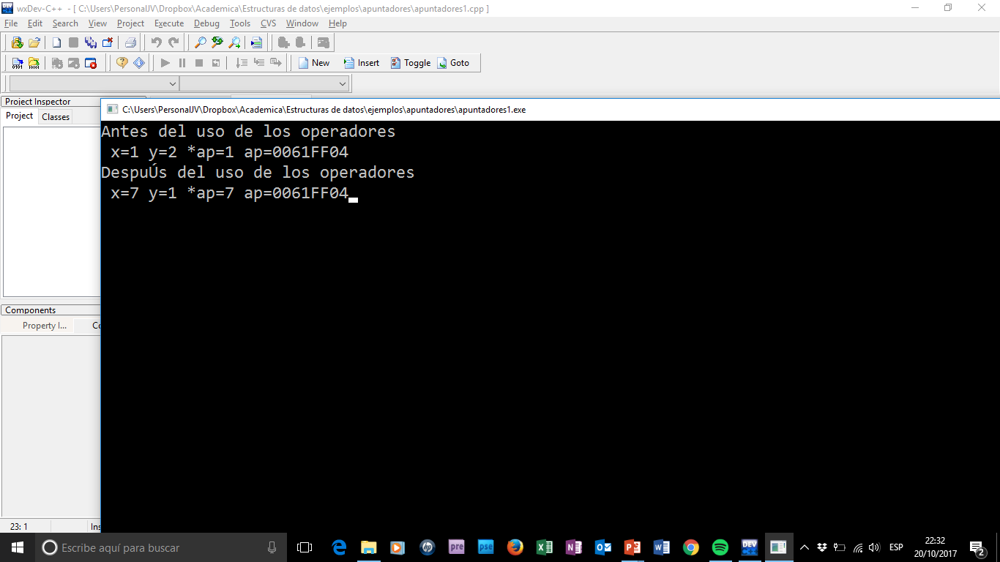 wxDev-C++ - [ C:\Users\PersonalJV\Dropbox\Academica\Estructuras de datos\ejemplos\apuntadores\apuntadores1.cpp ]
File Edit Search View Project Execute Debug Tools CVS Window Help
New Insert Toggle Goto
Project Inspector
Project Classes
C:\Users\PersonalJV\Dropbox\Academica\Estructuras de datos\ejemplos\apuntadores\apuntadores1.exe
Antes del uso de los operadores
x=1 y=2 *ap=1 ap=0061FF04
DespuÚs del uso de los operadores
x=7 y=1 *ap=7 ap=0061FF04
Components
Property I... Co
23: 1 Ins
Escribe aquí para buscar
pre pse
DEV
ESP
22:32
20/10/2017
2